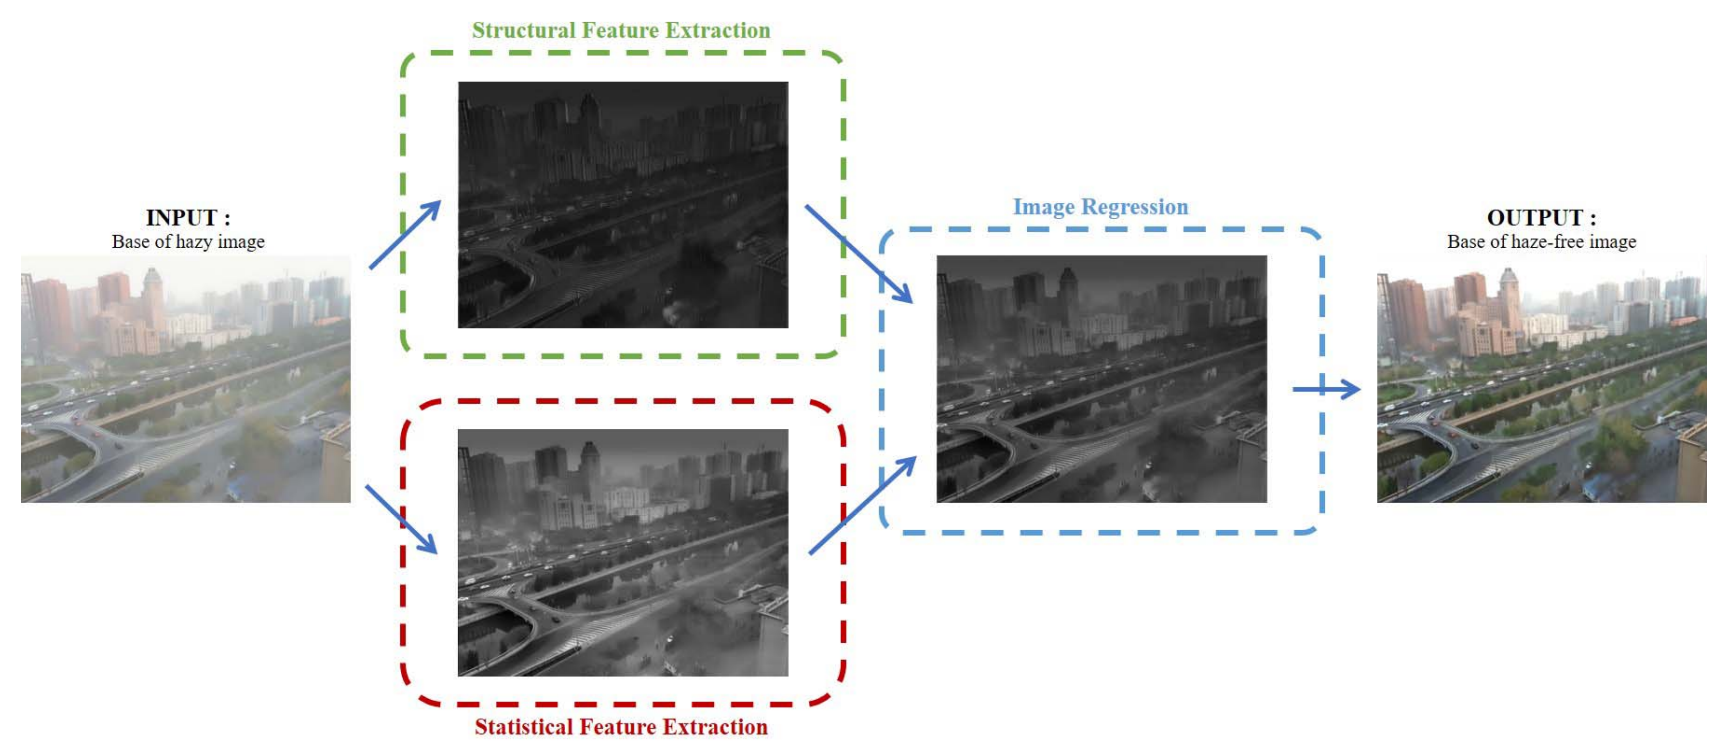 Structural Feature Extraction
INPUT :
Base of hazy image
Image Regression
OUTPUT :
Base of haze-free image
Statistical Feature Extraction